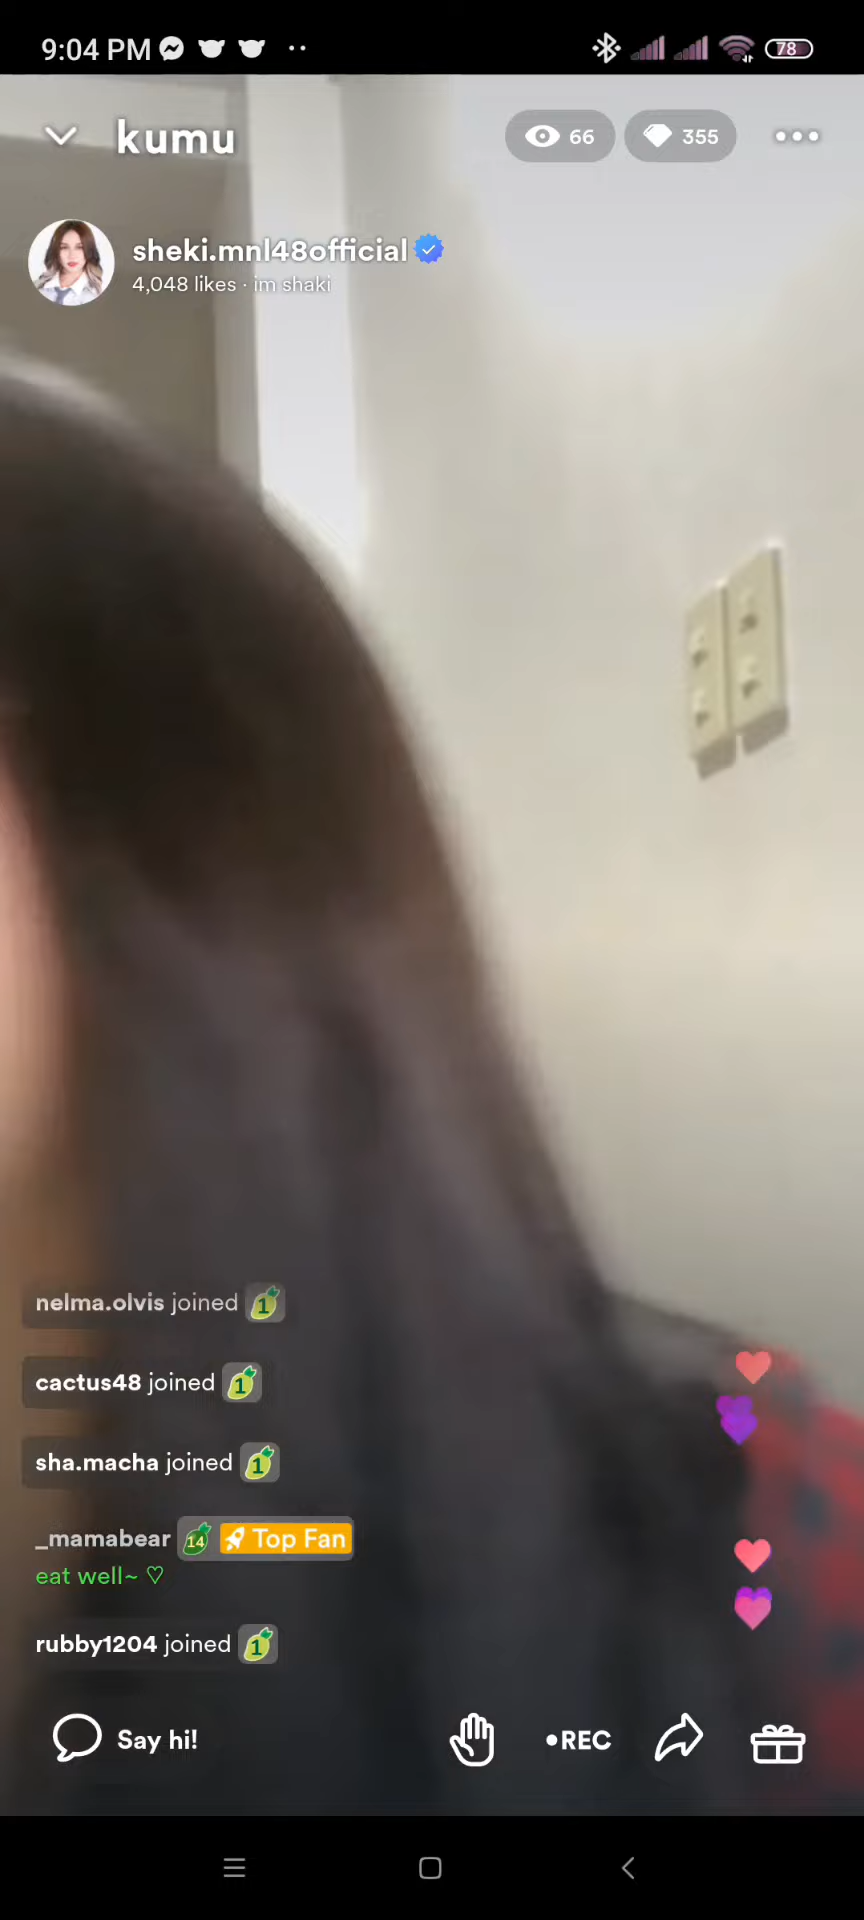 9:04 PM
78
kumu
66
355
sheki.mnl48official
4,048 likes · im shaki
nelma.olvis joined 1
cactus48 joined 1
sha.macha joined 1
_mamabear 14 Top Fan
eat well~ ♡
rubby1204 joined 1
Say hi!
•REC